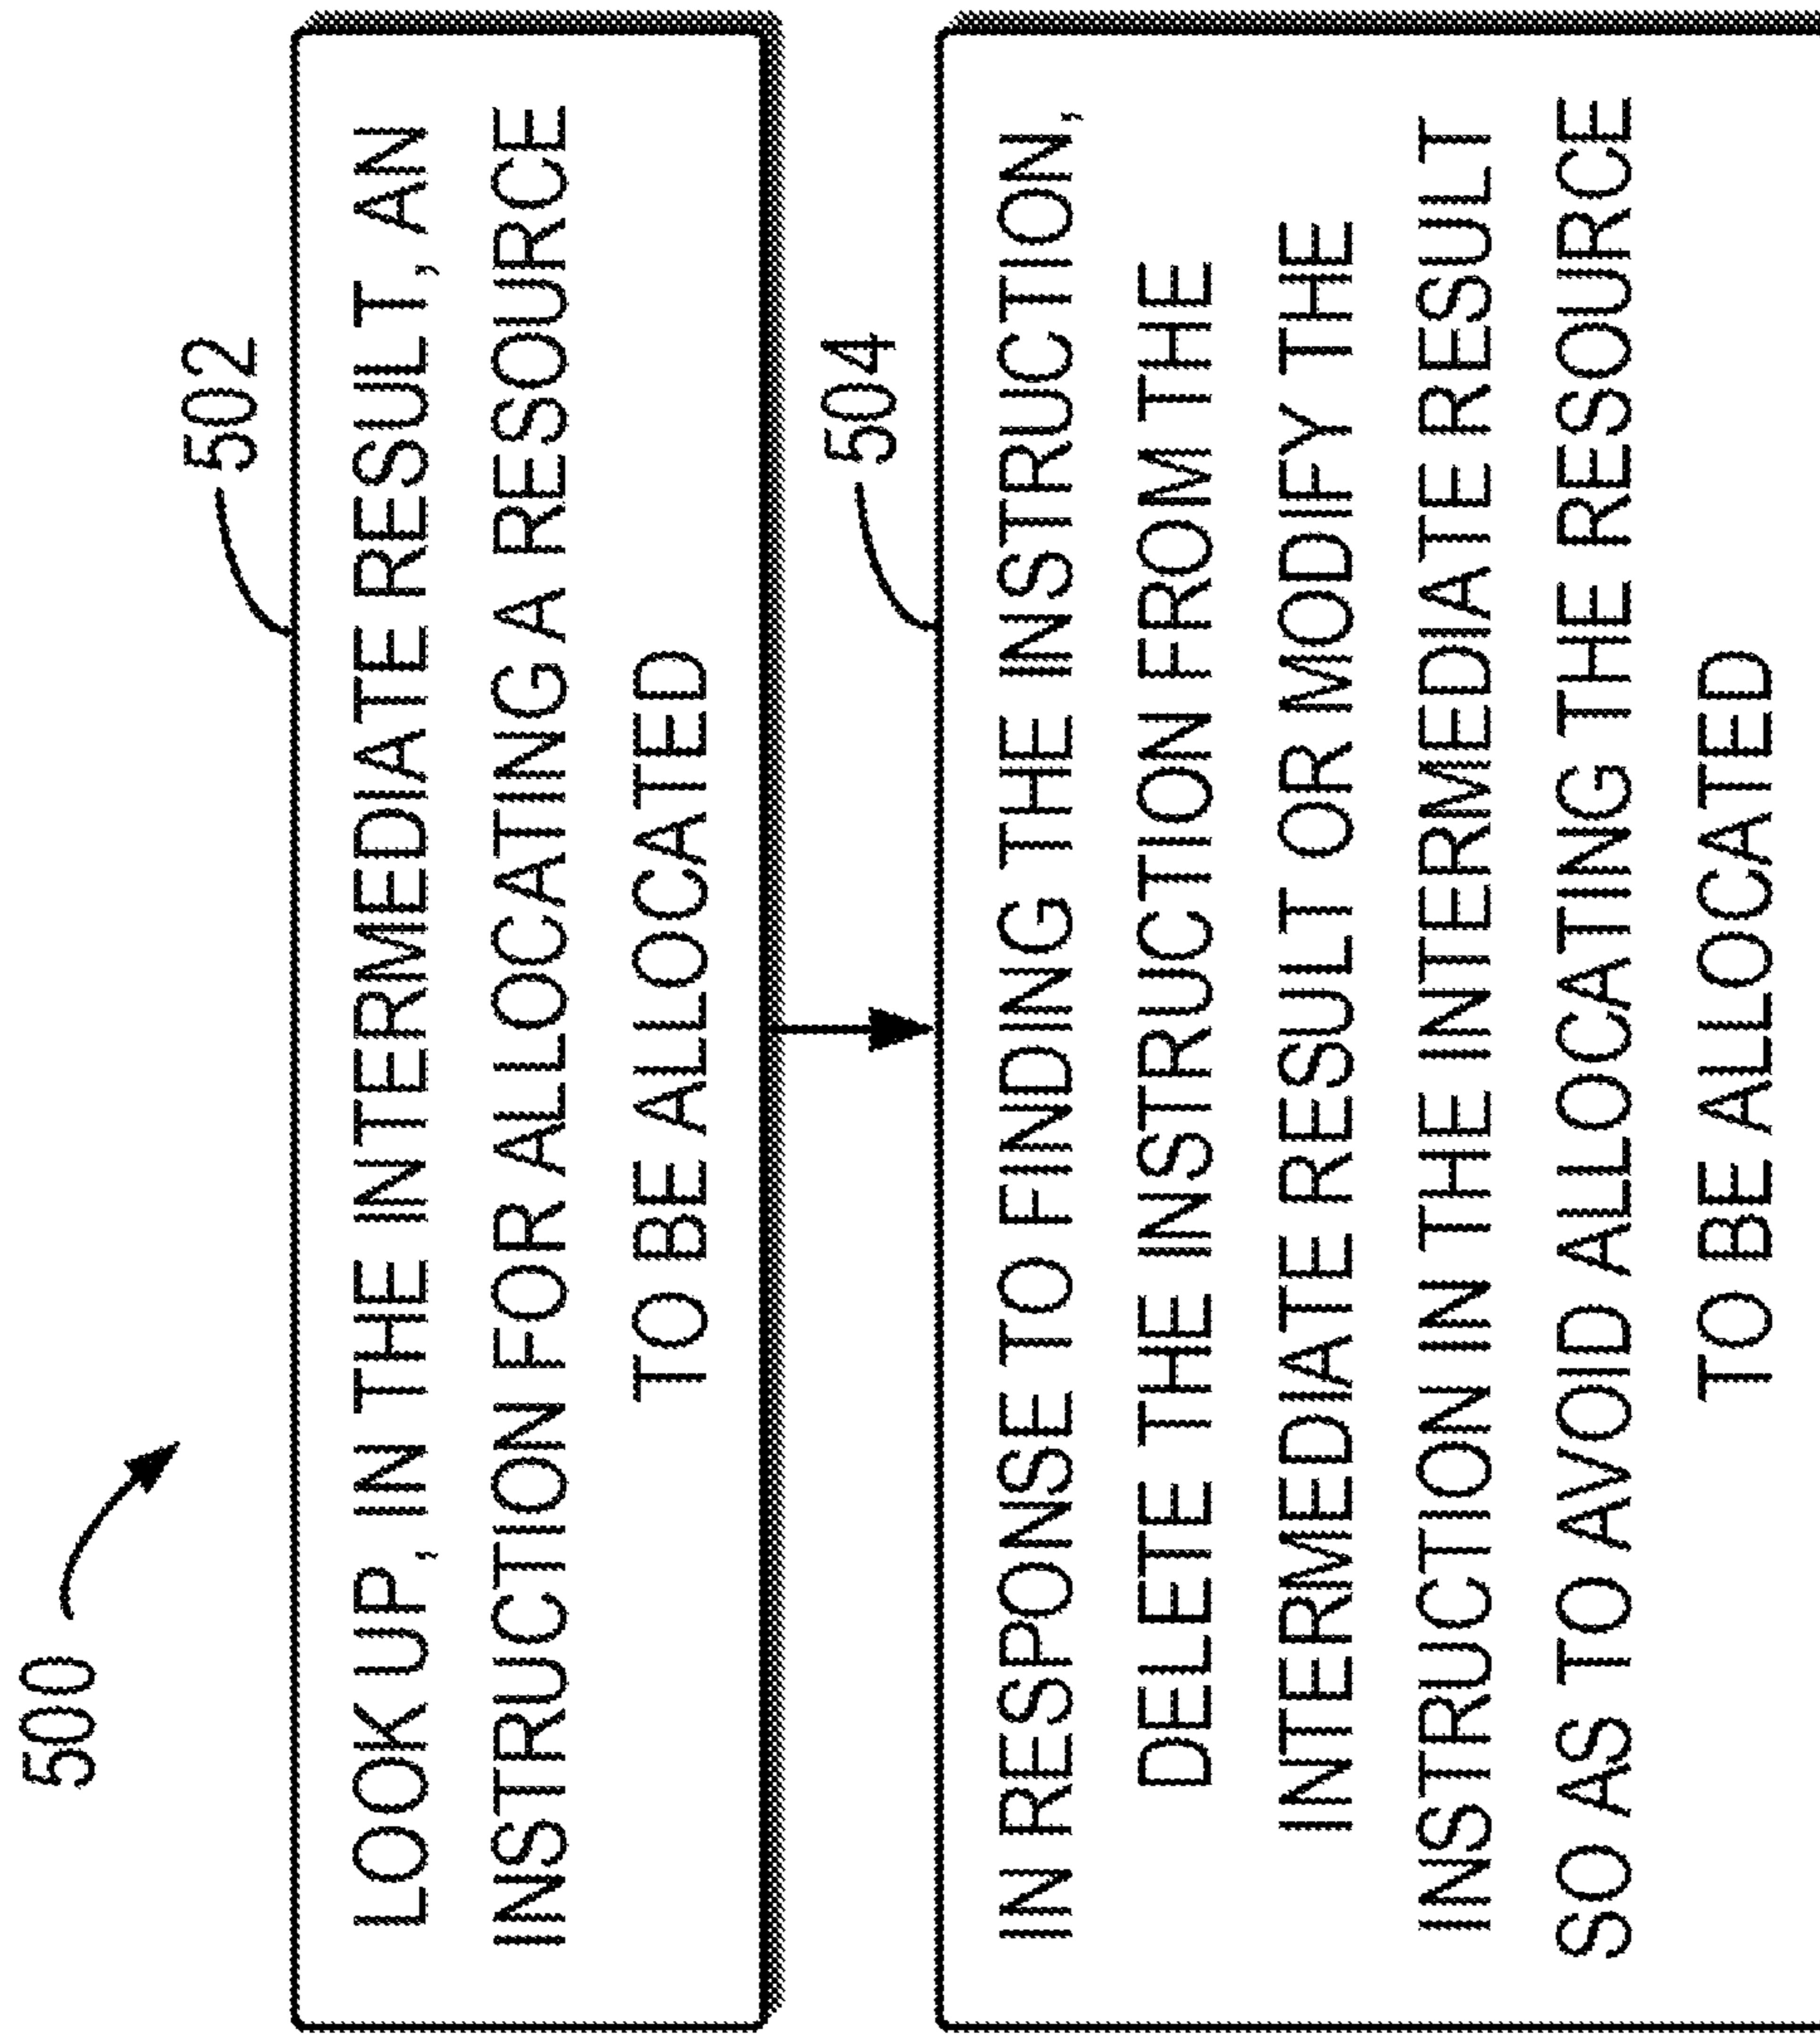 500
502
LOOK UP, IN THE INTERMEDIATE RESULT, AN
INSTRUCTION FOR ALLOCATING A RESOURCE
TO BE ALLOCATED
504
IN RESPONSE TO FINDING THE INSTRUCTION,
DELETE THE INSTRUCTION FROM THE
INTERMEDIATE RESULT OR MODIFY THE
INSTRUCTION IN THE INTERMEDIATE RESULT
SO AS TO AVOID ALLOCATING THE RESOURCE
TO BE ALLOCATED